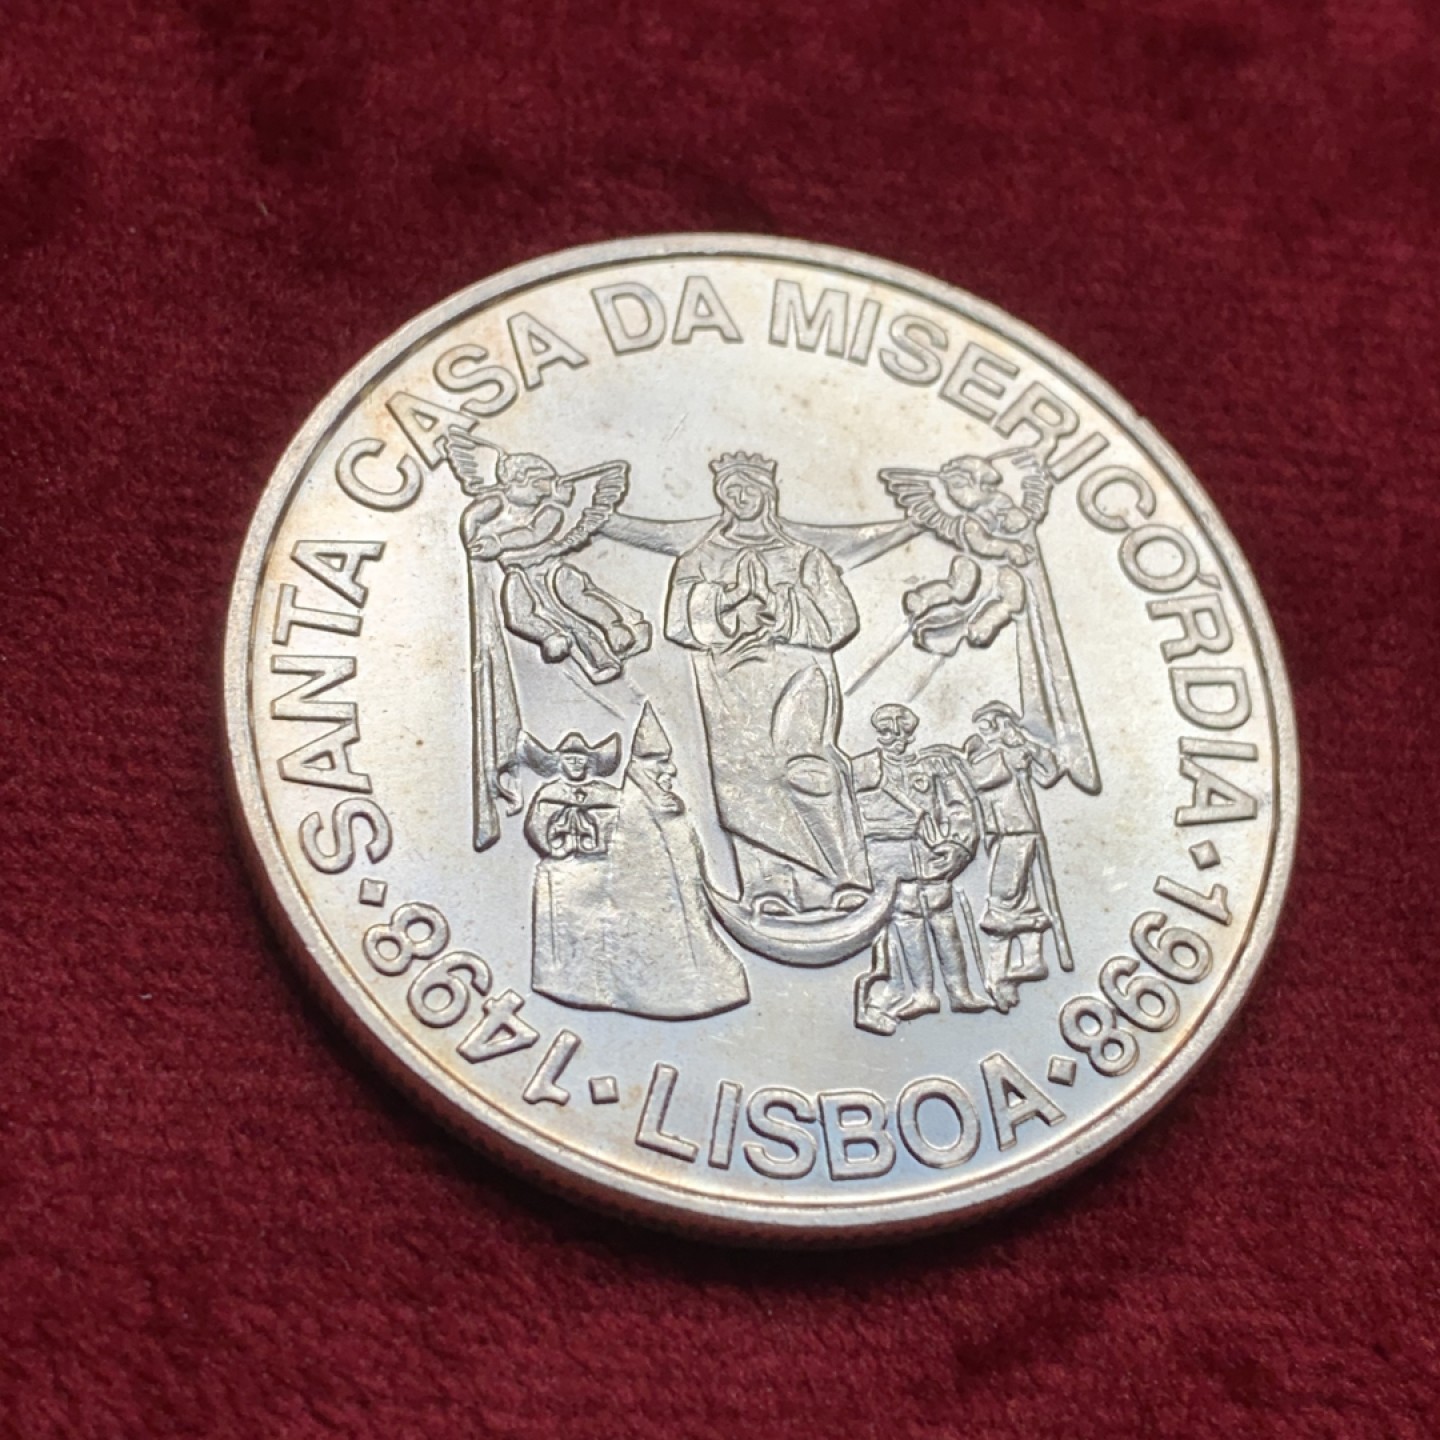 SANTA CASA DA MISERICÓRDIA · 1998 ·
1498 · LISBOA ·